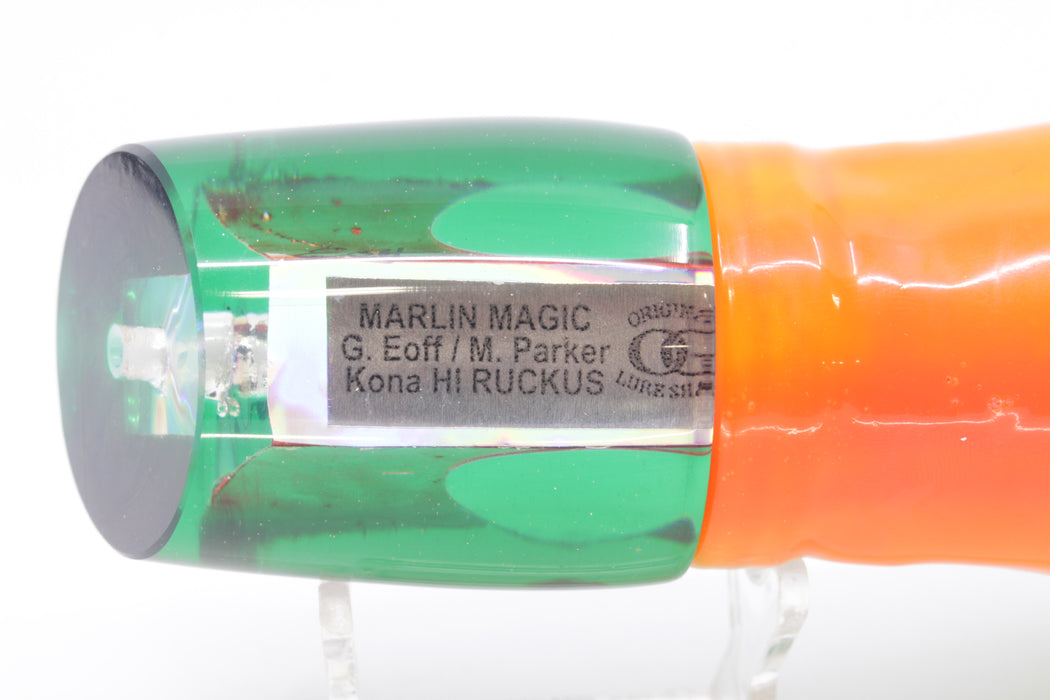 MARLIN MAGIC
G. Eoff / M. Parker
Kona HI RUCKUS